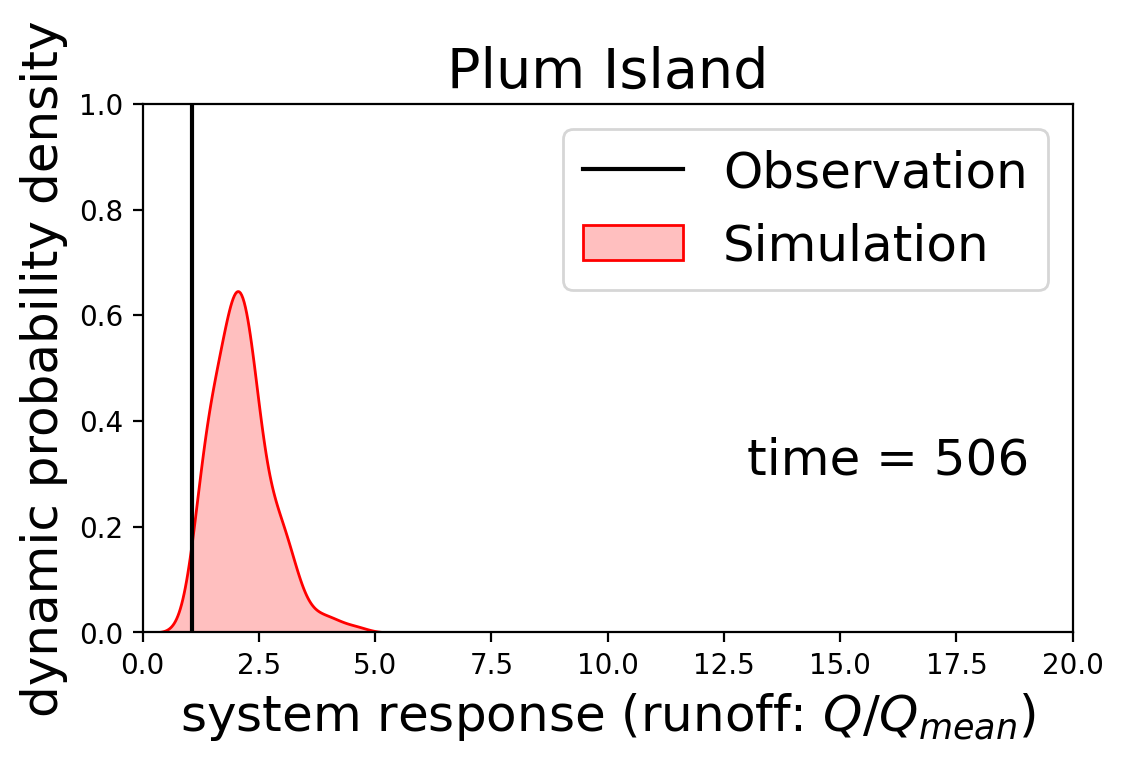 Plum Island
dynamic probability density
1.0
0.8
0.6
0.4
0.2
0.0
Observation
Simulation
time = 506
0.0 2.5 5.0 7.5 10.0 12.5 15.0 17.5 20.0
system response (runoff: Q/Qmean)